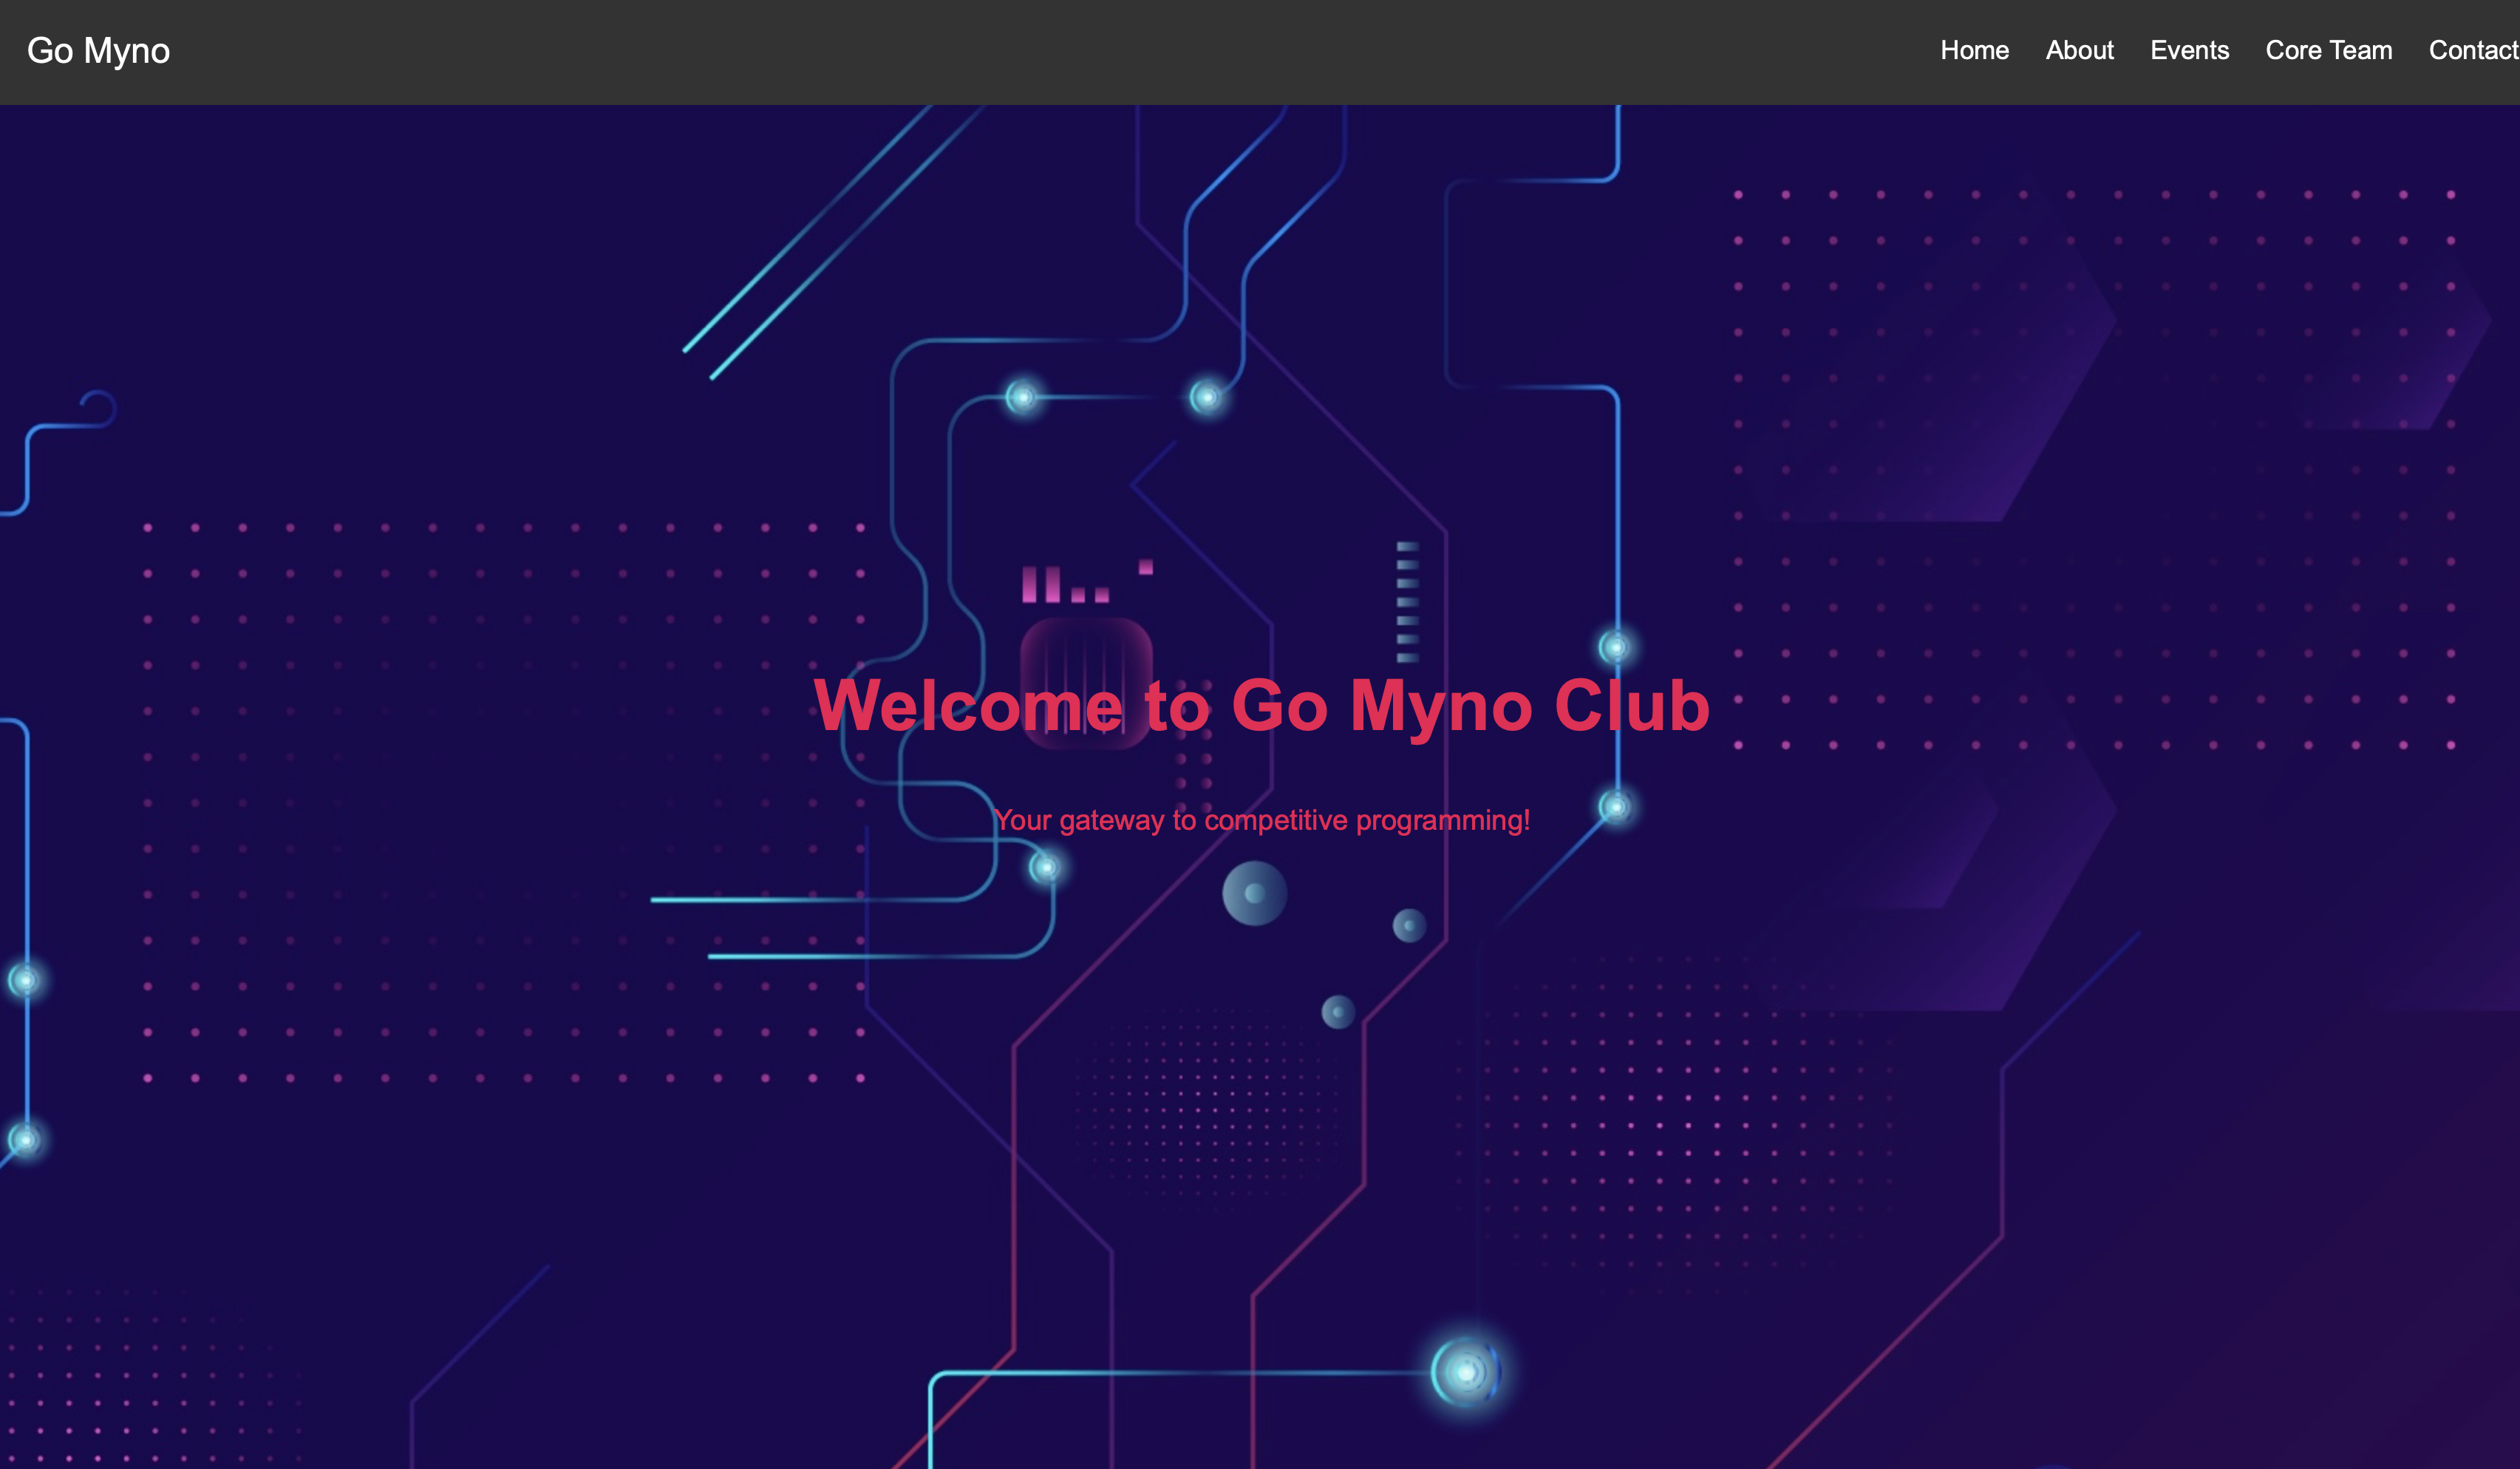 Go Myno
Home About Events Core Team Contact
Welcome to Go Myno Club
Your gateway to competitive programming!